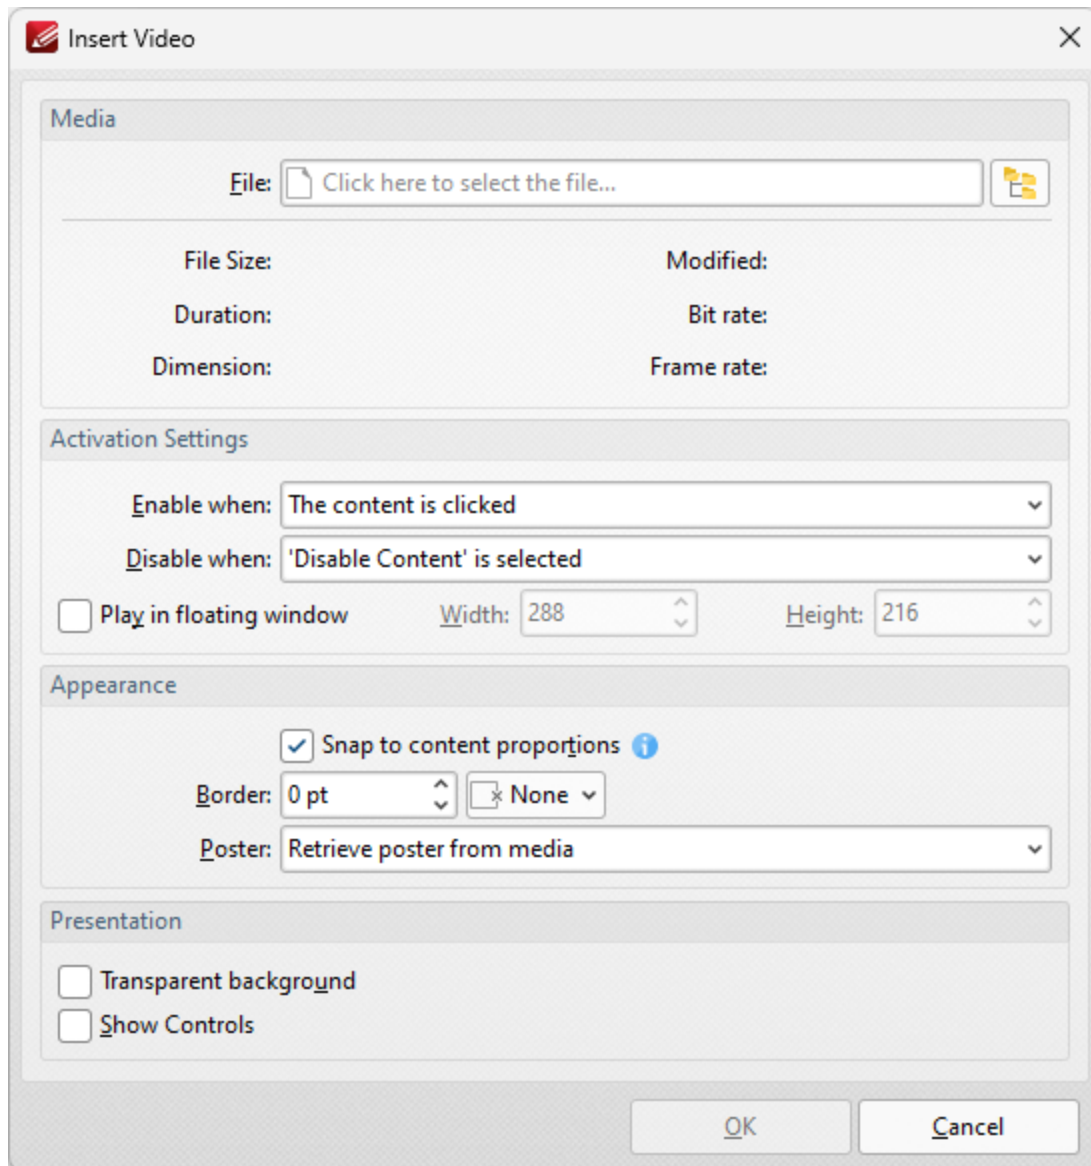 Insert Video
Media
File: Click here to select the file...
File Size: Modified:
Duration: Bit rate:
Dimension: Frame rate:
Activation Settings
Enable when: The content is clicked
Disable when: 'Disable Content' is selected
Play in floating window Width: 288 Height: 216
Appearance
Snap to content proportions
Border: 0 pt None
Poster: Retrieve poster from media
Presentation
Transparent background
Show Controls
OK Cancel